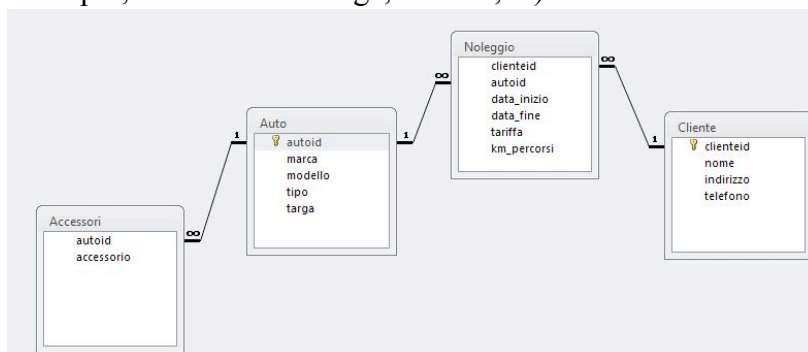 Noleggio
clienteid
autoid
data_inizio
data_fine
tariffa
km_percorsi
∞
∞
Auto
autoid
marca
modello
tipo
targa
1
1
Cliente
clienteid
nome
indirizzo
telefono
1
Accessori
autoid
accessorio
∞